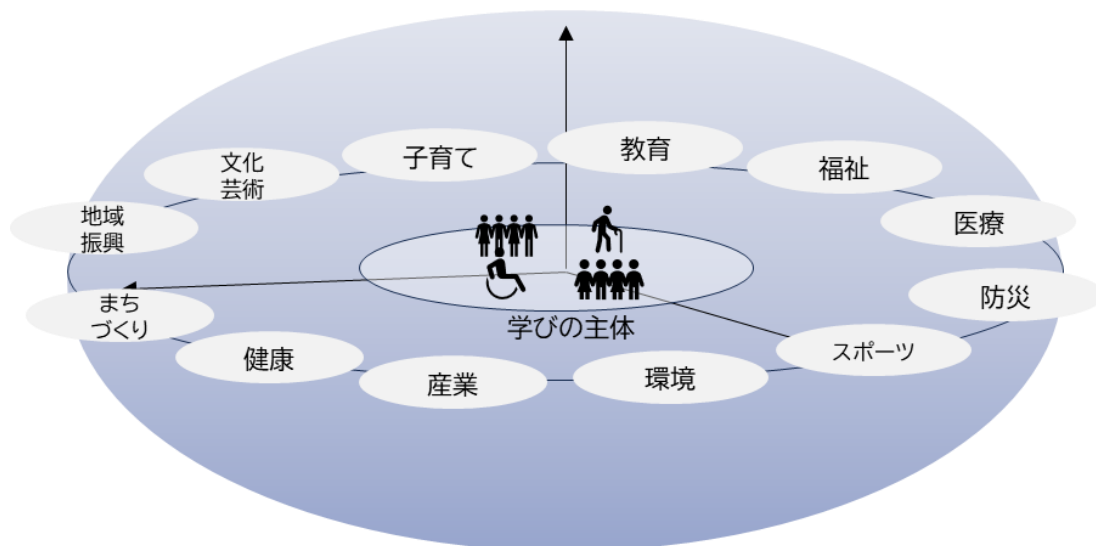 子育て
教育
文化
芸術
福祉
地域
振興
医療
学びの主体
まち
づくり
防災
健康
産業
環境
スポーツ